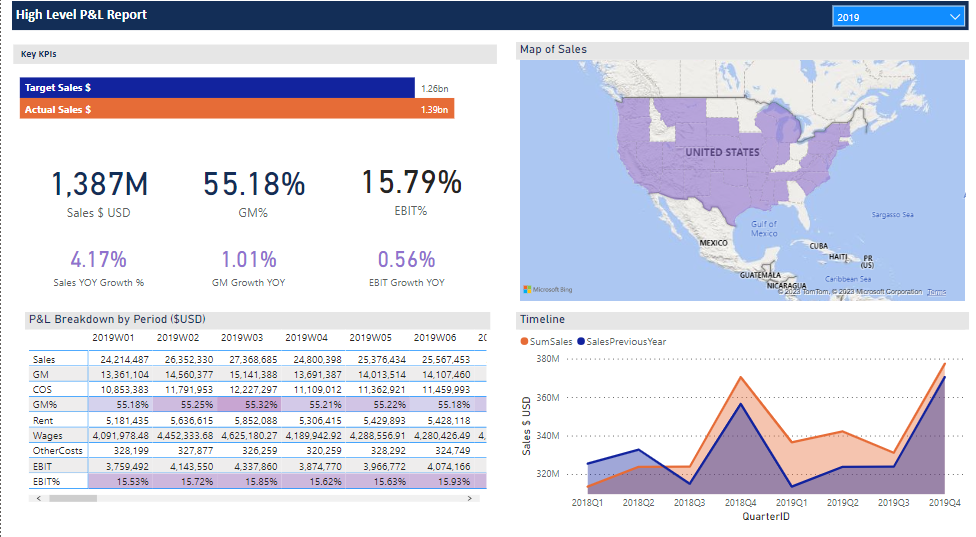 High Level P&L Report
2019
Key KPIs
Target Sales $ 1.26bn
Actual Sales $ 1.39bn
1,387M 55.18% 15.79%
Sales $ USD GM% EBIT%
4.17% 1.01% 0.56%
Sales YOY Growth % GM Growth YOY EBIT Growth YOY
Map of Sales
UNITED STATES
Gulf of
Mexico
Sargasso Sea
MEXICO
CUBA
HAITI
PR
(US)
GUATEMALA
Caribbean Sea
NICARAGUA
Microsoft Bing
© 2023 TomTom, © 2023 Microsoft Corporation Terms
P&L Breakdown by Period ($USD)
2019W01 2019W02 2019W03 2019W04 2019W05 2019W06 20
Sales 24,214,487 26,352,330 27,368,685 24,800,398 25,376,434 25,567,453
GM 13,361,104 14,560,377 15,141,388 13,691,387 14,013,514 14,107,460
COS 10,853,383 11,791,953 12,227,297 11,109,012 11,362,921 11,459,993
GM% 55.18% 55.25% 55.32% 55.21% 55.22% 55.18%
Rent 5,181,435 5,636,615 5,852,088 5,306,415 5,429,893 5,428,118
Wages 4,091,978.48 4,452,333.68 4,625,180.27 4,189,942.92 4,288,556.91 4,280,426.49 4,
OtherCosts 328,199 327,877 326,259 320,259 328,292 324,749
EBIT 3,759,492 4,143,550 4,337,860 3,874,770 3,966,772 4,074,166
EBIT% 15.53% 15.72% 15.85% 15.62% 15.63% 15.93%
Timeline
SumSales SalesPreviousYear
Sales $ USD
380M
360M
340M
320M
2018Q1 2018Q2 2018Q3 2018Q4 2019Q1 2019Q2 2019Q3 2019Q4
QuarterID